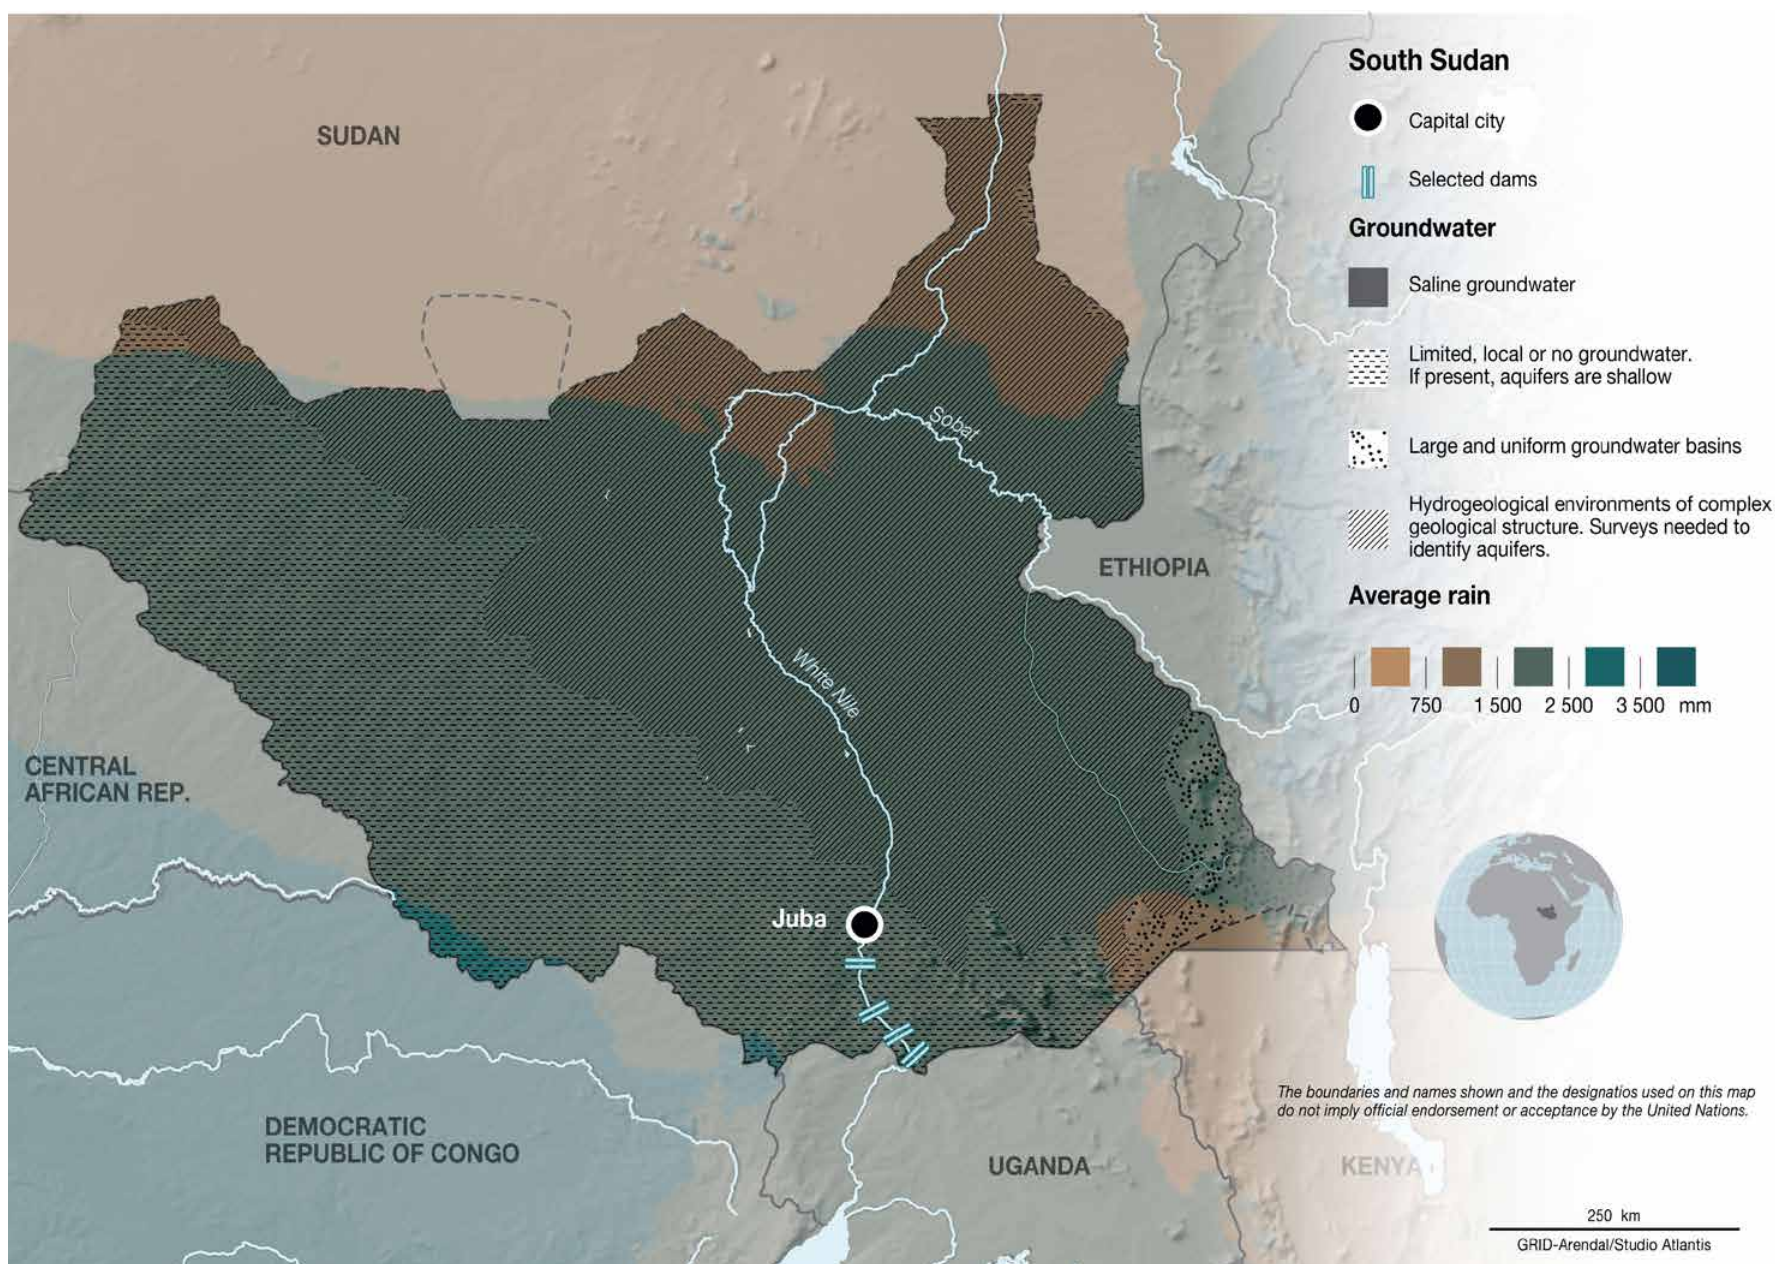 South Sudan
Capital city
Selected dams
Groundwater
Saline groundwater
Limited, local or no groundwater.
If present, aquifers are shallow
Large and uniform groundwater basins
Hydrogeological environments of complex
geological structure. Surveys needed to
identify aquifers.
Average rain
0 750 1 500 2 500 3 500 mm
SUDAN
Sobat
ETHIOPIA
White Nile
CENTRAL
AFRICAN REP.
Juba
DEMOCRATIC
REPUBLIC OF CONGO
UGANDA
KENYA
The boundaries and names shown and the designatios used on this map
do not imply official endorsement or acceptance by the United Nations.
250 km
GRID-Arendal/Studio Atlantis